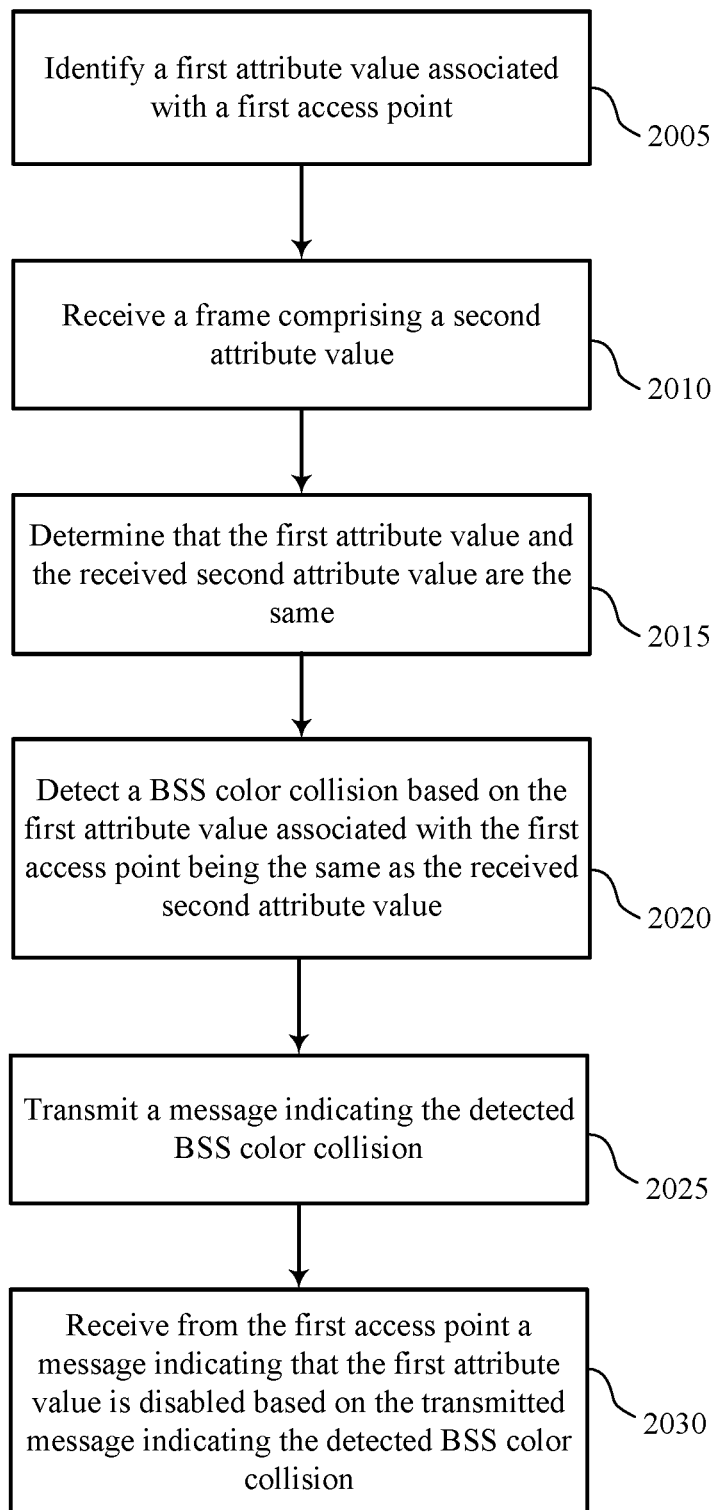 Identify a first attribute value associated
with a first access point
2005
Receive a frame comprising a second
attribute value
2010
Determine that the first attribute value and
the received second attribute value are the
same
2015
Detect a BSS color collision based on the
first attribute value associated with the first
access point being the same as the received
second attribute value
2020
Transmit a message indicating the detected
BSS color collision
2025
Receive from the first access point a
message indicating that the first attribute
value is disabled based on the transmitted
message indicating the detected BSS color
collision
2030